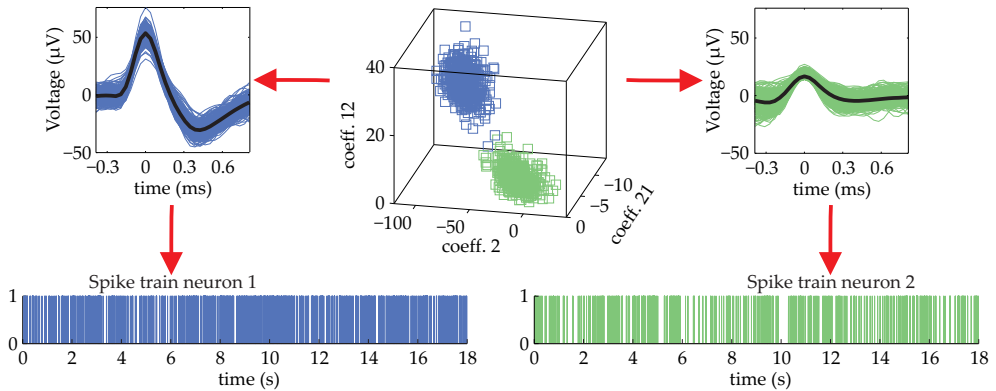 50
0
−50
Voltage (µV)
−0.3 0 0.3 0.6
time (ms)
40
20
0
coeff. 12
−100 −50 0
coeff. 2
0
−5
−10
coeff. 21
50
0
−50
Voltage (µV)
−0.3 0 0.3 0.6
time (ms)
Spike train neuron 1
1
0
0 2 4 6 8 10 12 14 16 18
time (s)
Spike train neuron 2
1
0
0 2 4 6 8 10 12 14 16 18
time (s)